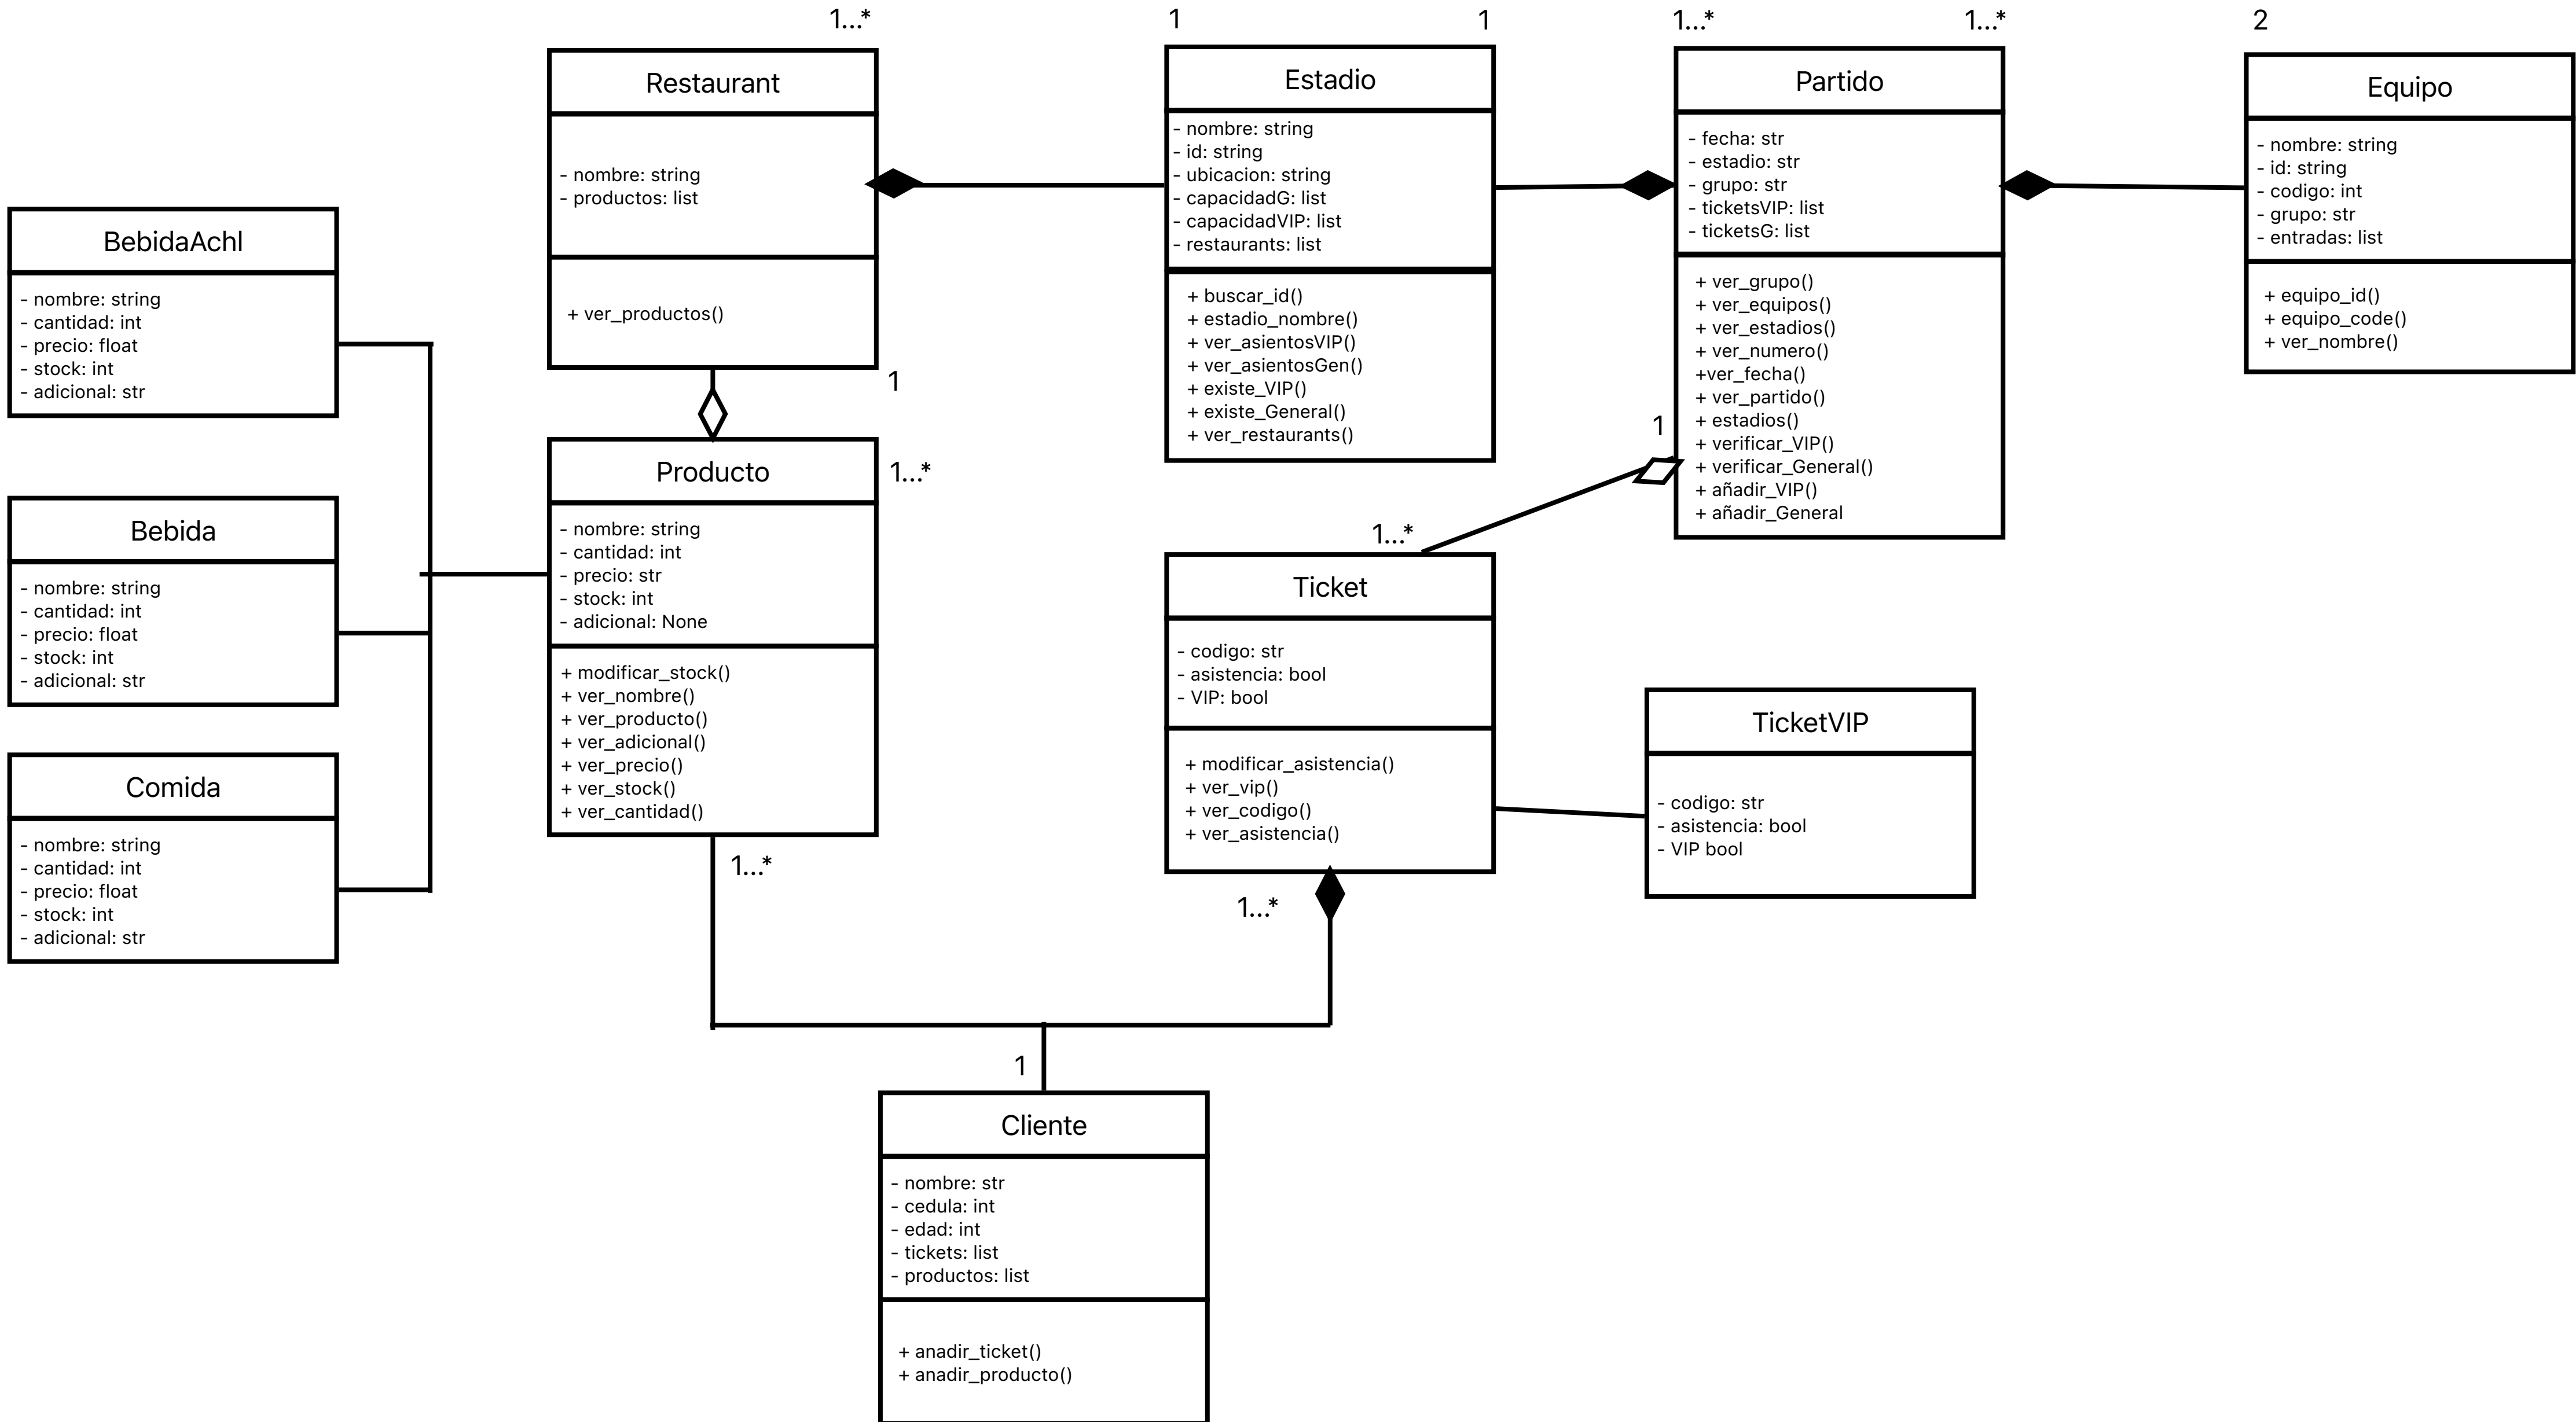 1...*
1
1
1...*
1...*
2
Restaurant
- nombre: string
- productos: list
+ ver_productos()
1
Estadio
- nombre: string
- id: string
- ubicacion: string
- capacidadG: list
- capacidadVIP: list
- restaurants: list
+ buscar_id()
+ estadio_nombre()
+ ver_asientosVIP()
+ ver_asientosGen()
+ existe_VIP()
+ existe_General()
+ ver_restaurants()
Partido
- fecha: str
- estadio: str
- grupo: str
- ticketsVIP: list
- ticketsG: list
+ ver_grupo()
+ ver_equipos()
+ ver_estadios()
+ ver_numero()
+ver_fecha()
+ ver_partido()
+ estadios()
+ verificar_VIP()
+ verificar_General()
+ añadir_VIP()
+ añadir_General
1
Equipo
- nombre: string
- id: string
- codigo: int
- grupo: str
- entradas: list
+ equipo_id()
+ equipo_code()
+ ver_nombre()
BebidaAchl
- nombre: string
- cantidad: int
- precio: float
- stock: int
- adicional: str
Bebida
- nombre: string
- cantidad: int
- precio: float
- stock: int
- adicional: str
Comida
- nombre: string
- cantidad: int
- precio: float
- stock: int
- adicional: str
Producto
1...*
- nombre: string
- cantidad: int
- precio: str
- stock: int
- adicional: None
+ modificar_stock()
+ ver_nombre()
+ ver_producto()
+ ver_adicional()
+ ver_precio()
+ ver_stock()
+ ver_cantidad()
1...*
1...*
Ticket
- codigo: str
- asistencia: bool
- VIP: bool
+ modificar_asistencia()
+ ver_vip()
+ ver_codigo()
+ ver_asistencia()
1...*
TicketVIP
- codigo: str
- asistencia: bool
- VIP bool
1
Cliente
- nombre: str
- cedula: int
- edad: int
- tickets: list
- productos: list
+ anadir_ticket()
+ anadir_producto()